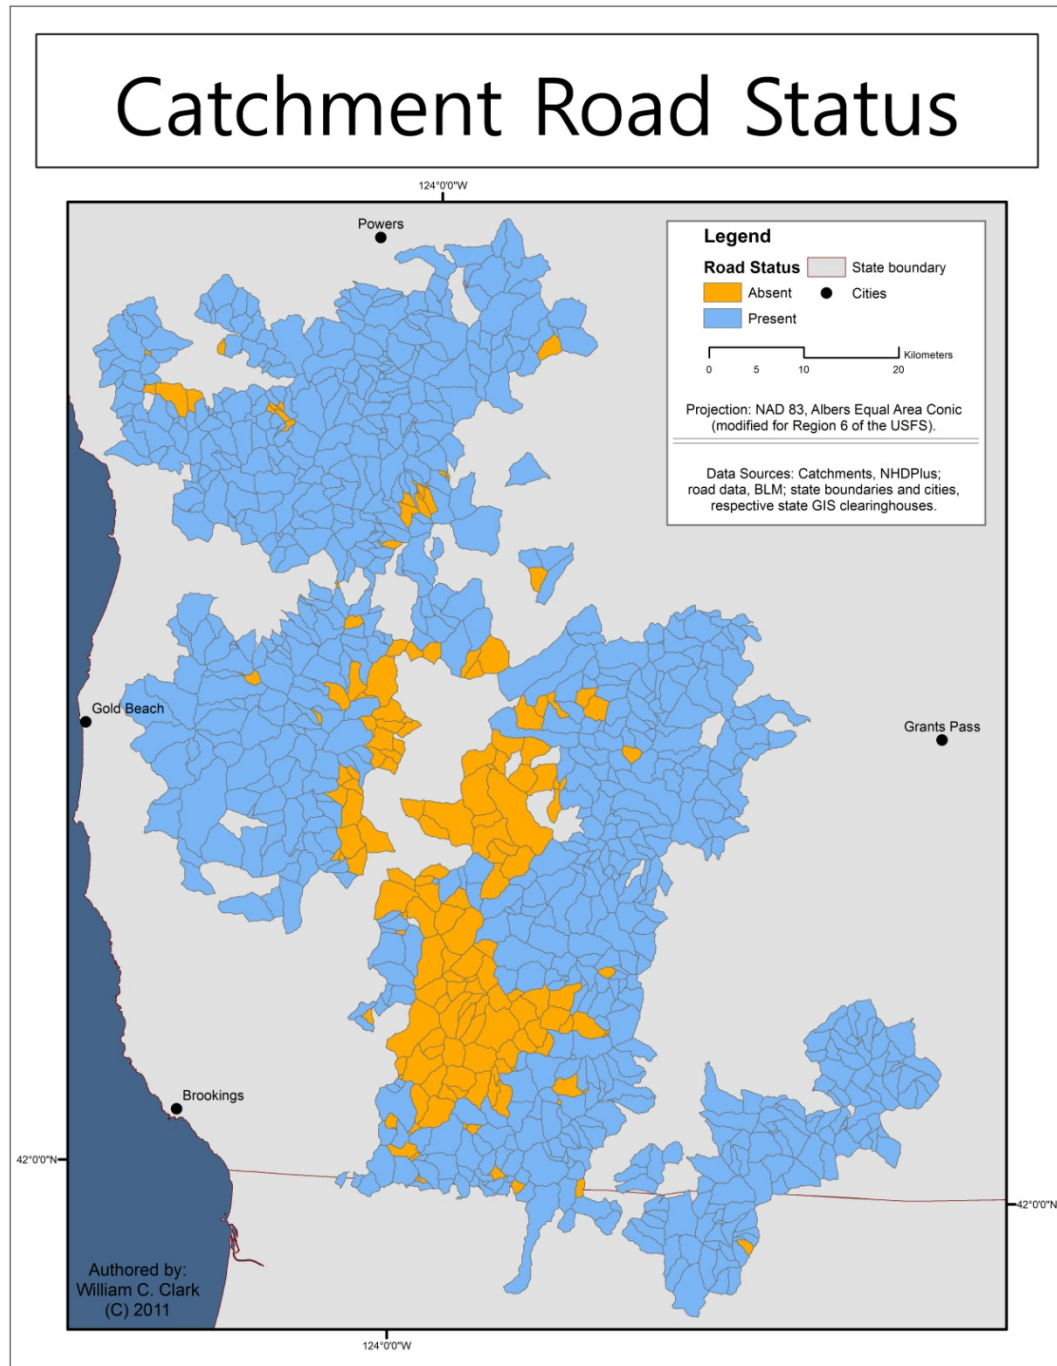 Catchment Road Status
124°0'0"W
Powers
Legend
Road Status
State boundary
Absent
Cities
Present
Kilometers
0 5 10 20
Projection: NAD 83, Albers Equal Area Conic
(modified for Region 6 of the USFS).
Data Sources: Catchments, NHDPlus;
road data, BLM; state boundaries and cities,
respective state GIS clearinghouses.
Gold Beach
Grants Pass
Brookings
42°0'0"N
42°0'0"N
Authored by:
William C. Clark
(C) 2011
124°0'0"W